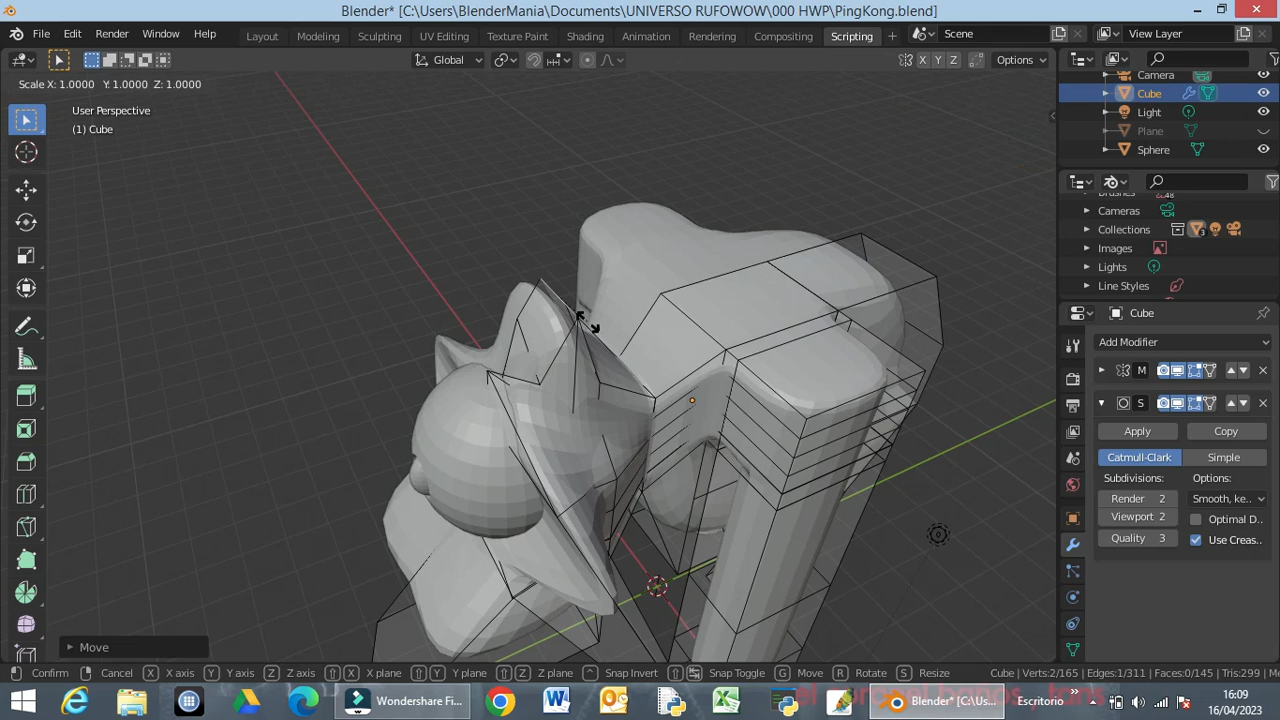 Blender* [C:\Users\BlenderMania\Documents\UNIVERSO RUFOWOW\000 HWP\PingKong.blend]
File Edit Render Window Help Layout Modeling Sculpting UV Editing Texture Paint Shading Animation Rendering Compositing Scripting + Scene View Layer
Global X Y Z Options
Scale X: 1.0000 Y: 1.0000 Z: 1.0000
User Perspective
(1) Cube
Camera
Cube
Light
Plane
Sphere
Brushes
Cameras
Collections
Images
Lights
Line Styles
Cube
Add Modifier
M
S
Apply Copy
Catmull-Clark Simple
Subdivisions: Options:
Render 2 Smooth, ke..
Viewport 2 Optimal D..
Quality 3 Use Creas..
Move
Confirm Cancel X X axis Y Y axis Z Z axis X X plane Y Y plane Z Z plane Snap Invert Snap Toggle G Move R Rotate S Resize Cube | Verts:2/165 | Edges:1/311 | Faces:0/145 | Tris:299 | Mem
Wondershare Fi... Blender* [C:\Us... Escritorio
16:09
16/04/2023